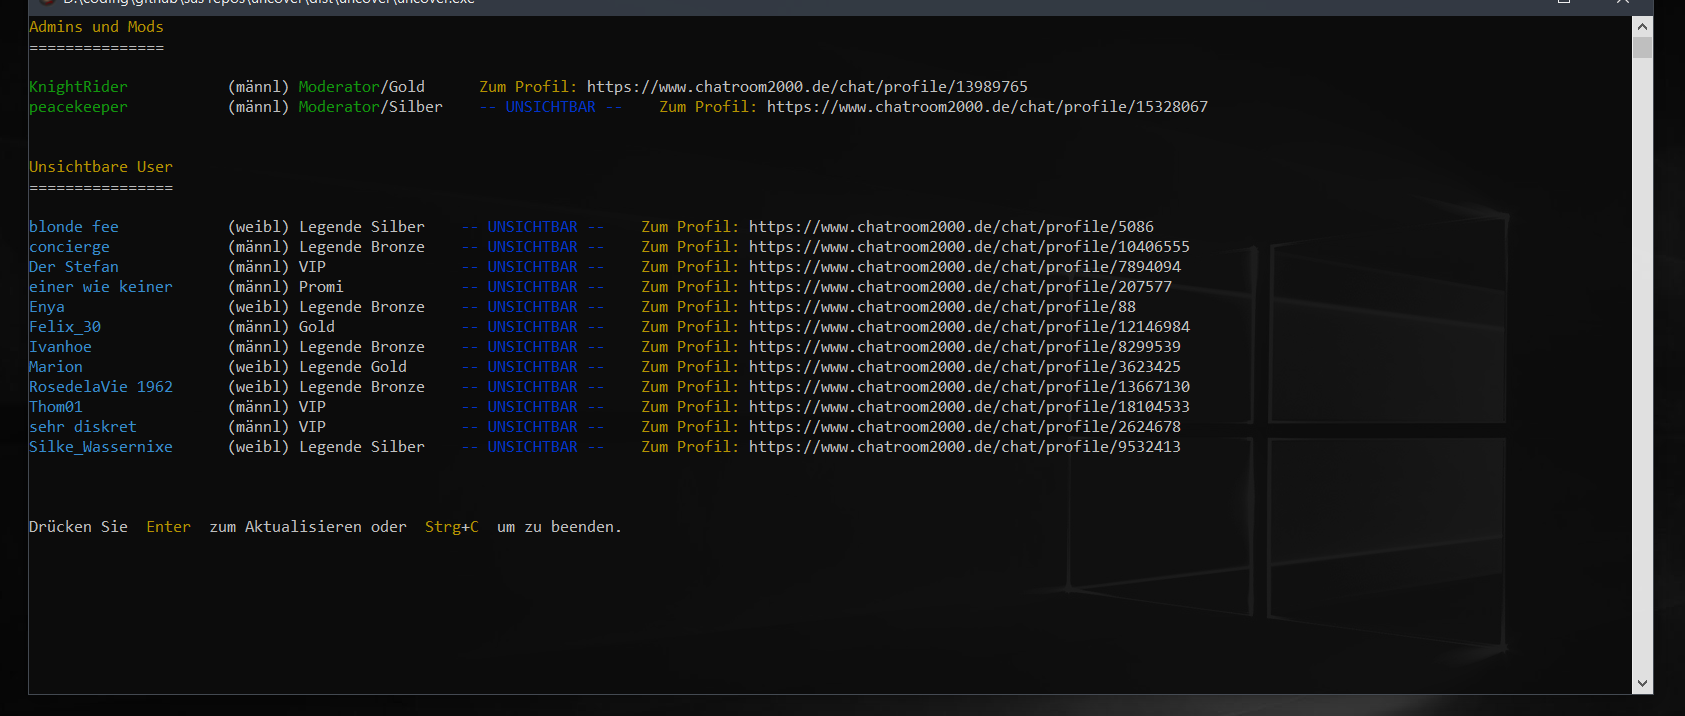 D:\coding\github\sus-repos\uncover\dist\uncover\uncover.exe
Admins und Mods
===============
KnightRider (männl) Moderator/Gold Zum Profil: https://www.chatroom2000.de/chat/profile/13989765
peacekeeper (männl) Moderator/Silber -- UNSICHTBAR -- Zum Profil: https://www.chatroom2000.de/chat/profile/15328067
Unsichtbare User
================
blonde fee (weibl) Legende Silber -- UNSICHTBAR -- Zum Profil: https://www.chatroom2000.de/chat/profile/5086
concierge (männl) Legende Bronze -- UNSICHTBAR -- Zum Profil: https://www.chatroom2000.de/chat/profile/10406555
Der Stefan (männl) VIP -- UNSICHTBAR -- Zum Profil: https://www.chatroom2000.de/chat/profile/7894094
einer wie keiner (männl) Promi -- UNSICHTBAR -- Zum Profil: https://www.chatroom2000.de/chat/profile/207577
Enya (weibl) Legende Bronze -- UNSICHTBAR -- Zum Profil: https://www.chatroom2000.de/chat/profile/88
Felix_30 (männl) Gold -- UNSICHTBAR -- Zum Profil: https://www.chatroom2000.de/chat/profile/12146984
Ivanhoe (männl) Legende Bronze -- UNSICHTBAR -- Zum Profil: https://www.chatroom2000.de/chat/profile/8299539
Marion (weibl) Legende Gold -- UNSICHTBAR -- Zum Profil: https://www.chatroom2000.de/chat/profile/3623425
RosedelaVie 1962 (weibl) Legende Bronze -- UNSICHTBAR -- Zum Profil: https://www.chatroom2000.de/chat/profile/13667130
Thom01 (männl) VIP -- UNSICHTBAR -- Zum Profil: https://www.chatroom2000.de/chat/profile/18104533
sehr diskret (männl) VIP -- UNSICHTBAR -- Zum Profil: https://www.chatroom2000.de/chat/profile/2624678
Silke_Wassernixe (weibl) Legende Silber -- UNSICHTBAR -- Zum Profil: https://www.chatroom2000.de/chat/profile/9532413
Drücken Sie Enter zum Aktualisieren oder Strg+C um zu beenden.